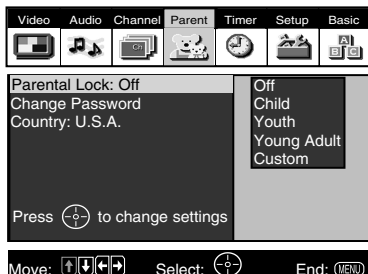 Video Audio Channel Parent Timer Setup Basic
Ch
A
B C
Parental Lock: Off
Change Password
Country: U.S.A.
Off
Child
Youth
Young Adult
Custom
Press to change settings
Move: Select: End: MENU